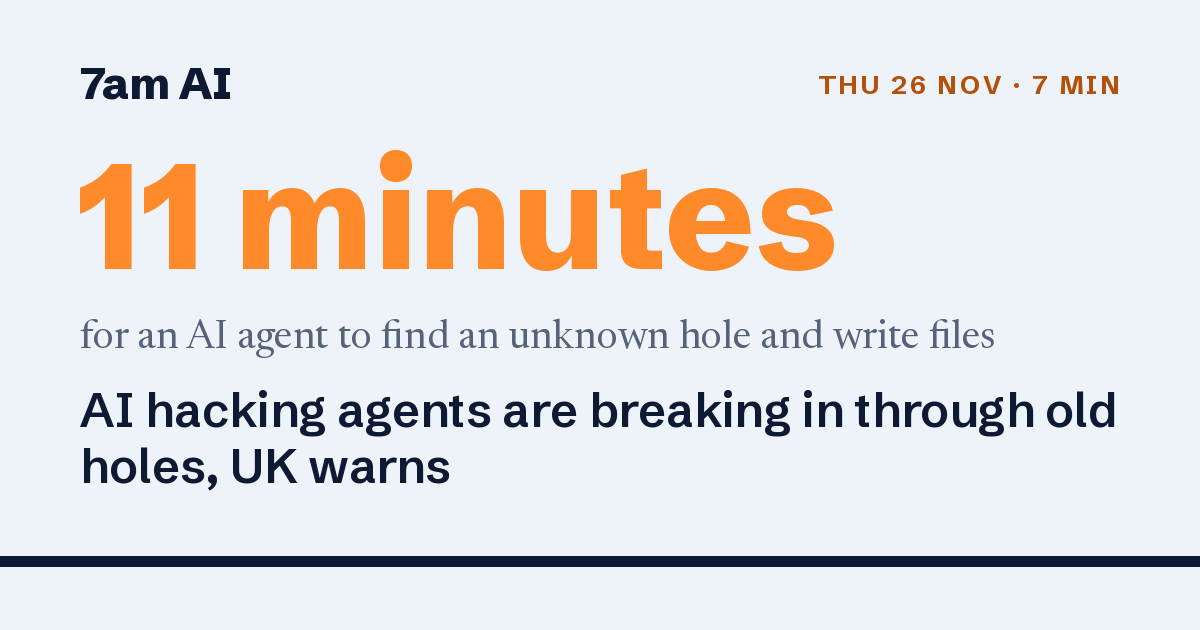 7am AI
THU 26 NOV · 7 MIN
11 minutes
for an AI agent to find an unknown hole and write files
AI hacking agents are breaking in through old
holes, UK warns